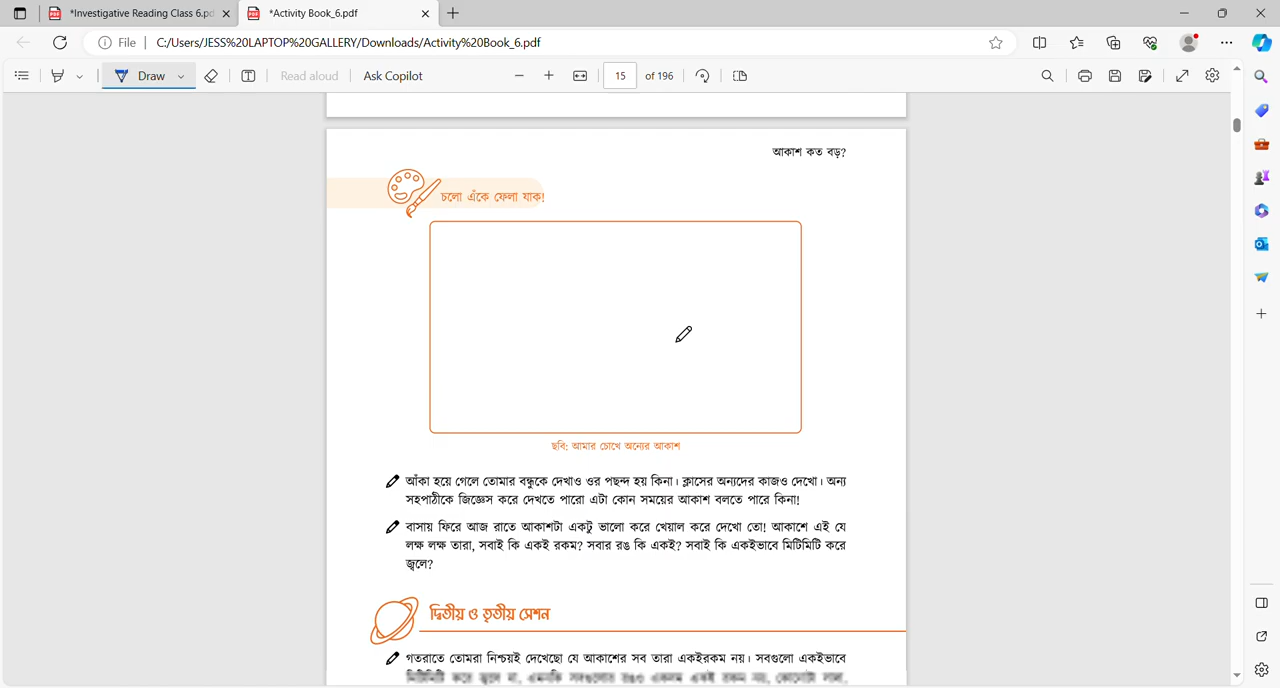 *Investigative Reading Class 6.pd
*Activity Book_6.pdf
File
C:/Users/JESS%20LAPTOP%20GALLERY/Downloads/Activity%20Book_6.pdf
Draw
Read aloud
Ask Copilot
15
of 196
আকাশ কত বড়?
চলো এঁকে ফেলা যাক!
ছবি: আমার চোখে অন্যের আকাশ
আঁকা হয়ে গেলে তোমার বন্ধুকে দেখাও ওর পছন্দ হয় কিনা। ক্লাসের অন্যদের কাজও দেখো। অন্য
সহপাঠীকে জিজ্ঞেস করে দেখতে পারো এটা কোন সময়ের আকাশ বলতে পারে কিনা!
বাসায় ফিরে আজ রাতে আকাশটা একটু ভালো করে খেয়াল করে দেখো তো! আকাশে এই যে
লক্ষ লক্ষ তারা, সবাই কি একই রকম? সবার রঙ কি একই? সবাই কি একইভাবে মিটিমিটি করে
জ্বলে?
দ্বিতীয় ও তৃতীয় সেশন
গতরাতে তোমরা নিশ্চয়ই দেখেছো যে আকাশের সব তারা একইরকম নয়। সবগুলো একইভাবে